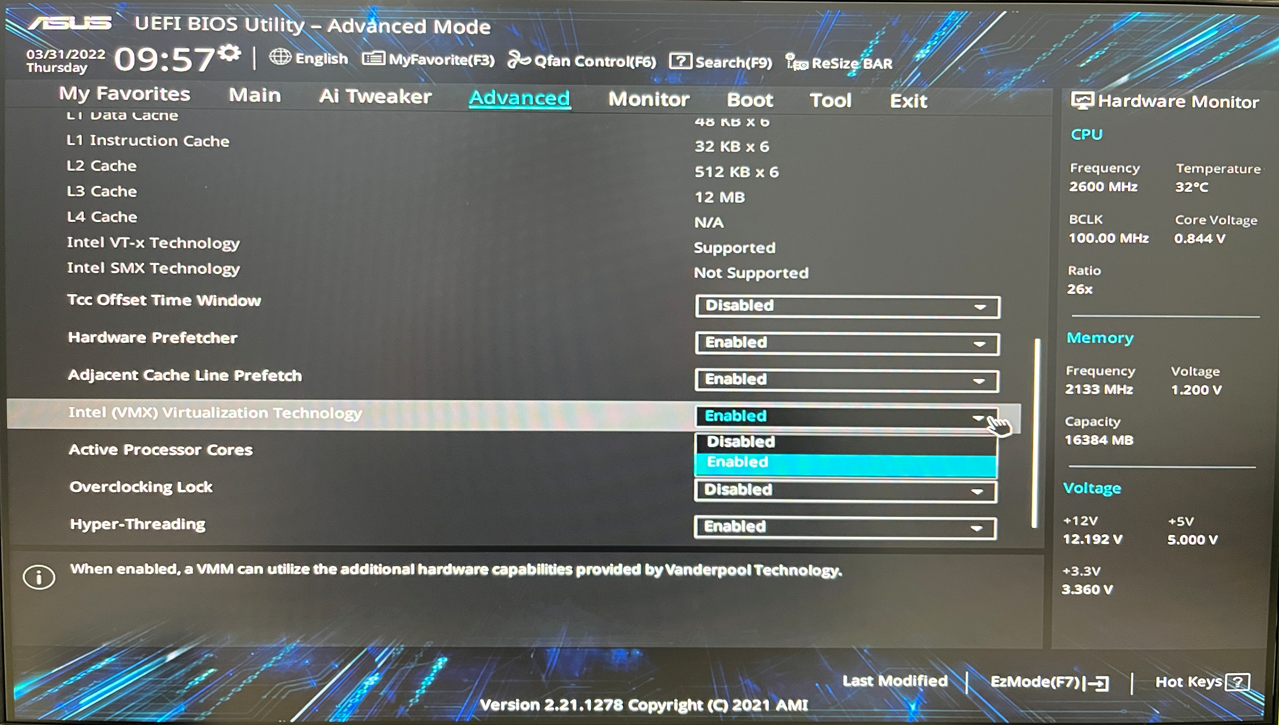 ASUS UEFI BIOS Utility – Advanced Mode
03/31/2022
Thursday
09:57
English
MyFavorite(F3)
Qfan Control(F6)
? Search(F9)
ReSize BAR
My Favorites
Main
Ai Tweaker
Advanced
Monitor
Boot
Tool
Exit
L1 Data Cache 48 KB x 6
L1 Instruction Cache 32 KB x 6
L2 Cache 512 KB x 6
L3 Cache 12 MB
L4 Cache N/A
Intel VT-x Technology Supported
Intel SMX Technology Not Supported
Tcc Offset Time Window Disabled
Hardware Prefetcher Enabled
Adjacent Cache Line Prefetch Enabled
Intel (VMX) Virtualization Technology Enabled
Disabled
Enabled
Active Processor Cores
Overclocking Lock Disabled
Hyper-Threading Enabled
When enabled, a VMM can utilize the additional hardware capabilities provided by Vanderpool Technology.
Hardware Monitor
CPU
Frequency Temperature
2600 MHz 32°C
BCLK Core Voltage
100.00 MHz 0.844 V
Ratio
26x
Memory
Frequency Voltage
2133 MHz 1.200 V
Capacity
16384 MB
Voltage
+12V +5V
12.192 V 5.000 V
+3.3V
3.360 V
Last Modified
EzMode(F7)
Hot Keys ?
Version 2.21.1278 Copyright (C) 2021 AMI